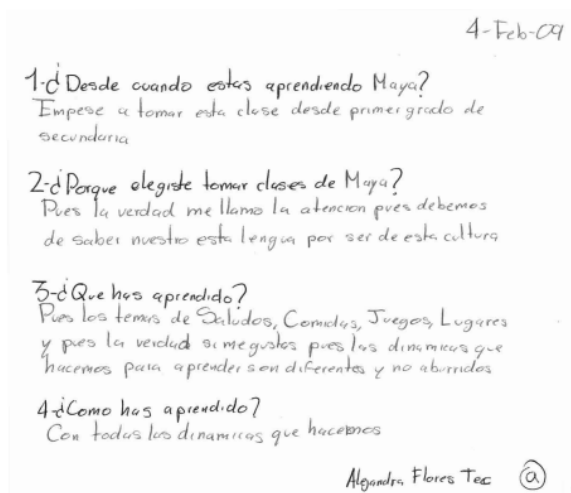 4-Feb-09
1-¿Desde cuando estas aprendiendo Maya?
Empese a tomar esta clase desde primer grado de
secundaria
2-¿Porque elegiste tomar clases de Maya?
Pues la verdad me llamo la atencion pues debemos
de saber nuestro esta lengua por ser de esta cultura
3-¿Que has aprendido?
Pues los temas de Saludos, Comidas, Juegos, Lugares
y pues la verdad si me gustas pues las dinamicas que
hacemos para aprender son diferentes y no aburridos
4-¿Como has aprendido?
Con todas las dinamicas que hacemos
Alejandra Flores Tec ⓐ